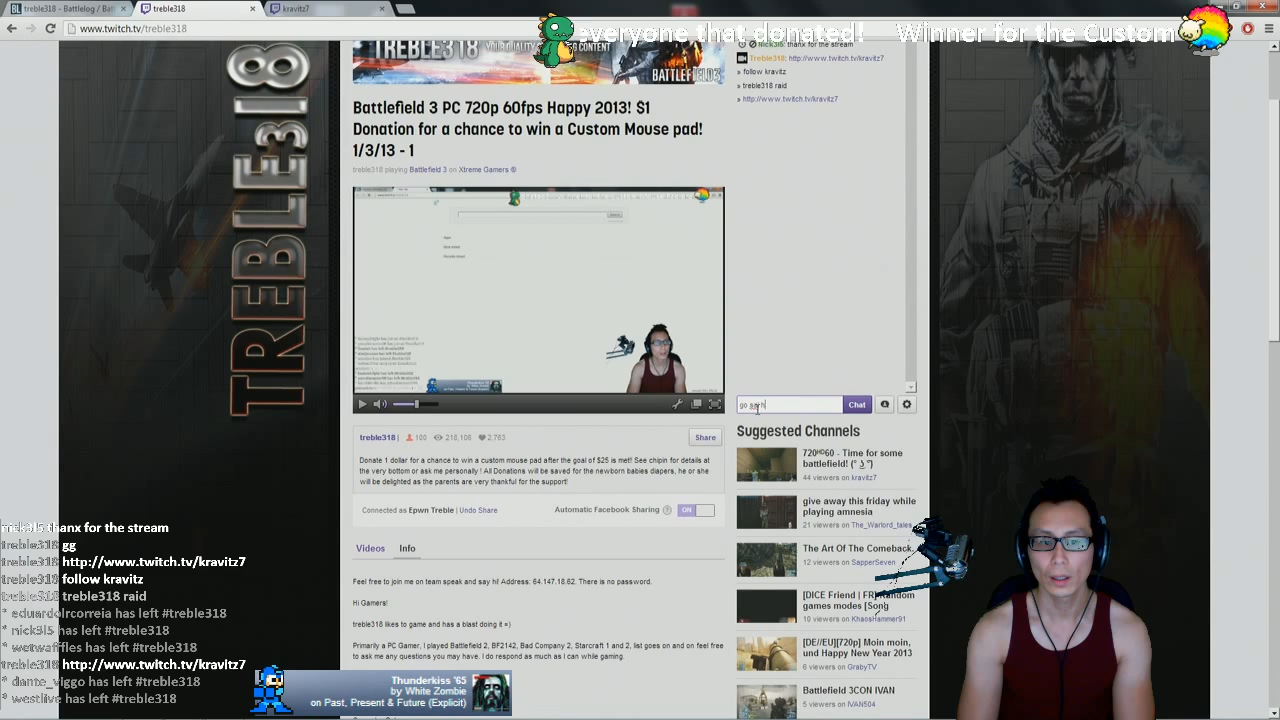 treble318 - Battlelog / Bat
treble318
kravitz7
www.twitch.tv/treble318
everyone that donated! Winner for the Custom
TREBLE318 YOUR QUALITY GAMING CONTENT
BATTLEFIELD 3
Nick3l5: thanx for the stream
Treble318: http://www.twitch.tv/kravitz7
» follow kravitz
» treble318 raid
» http://www.twitch.tv/kravitz7
TREBLE318
Battlefield 3 PC 720p 60fps Happy 2013! $1
Donation for a chance to win a Custom Mouse pad!
1/3/13 - 1
treble318 playing Battlefield 3 on Xtreme Gamers ®
Chat
treble318 | 100 218,106 2,763
Share
Donate 1 dollar for a chance to win a custom mouse pad after the goal of $25 is met! See chipin for details at
the very bottom or ask me personally ! All Donations will be saved for the newborn babies diapers, he or she
will be delighted as the parents are very thankful for the support!
Connected as Epwn Treble | Undo Share
Automatic Facebook Sharing ON
Videos Info
Feel free to join me on team speak and say hi! Address: 64.147.18.62. There is no password.
Hi Gamers!
treble318 likes to game and has a blast doing it =)
Primarily a PC Gamer, I played Battlefield 2, BF2142, Bad Company 2, Starcraft 1 and 2, list goes on and on feel free
to ask me any questions you may have. I do respond as much as I can while gaming.
Suggested Channels
720ᴴᴰ60 - Time for some
battlefield! (° ͜ʖ °)
44 viewers on kravitz7
give away this friday while
playing amnesia
21 viewers on The_Warlord_tales
The Art Of The Comeback.
12 viewers on SapperSeven
[DICE Friend | FR] Random
games modes [Song
10 viewers on KhaosHammer91
[DE//EU][720p] Moin moin,
und Happy New Year 2013
6 viewers on GrabyTV
Battlefield 3CON IVAN
5 viewers on IVAN504
nick3l5 thanx for the stream
treble318 gg
treble318 http://www.twitch.tv/kravitz7
treble318 follow kravitz
treble318 treble318 raid
* eduardolrcorreia has left #treble318
* nick3l5 has left #treble318
* wetwaffles has left #treble318
treble318 http://www.twitch.tv/kravitz7
* dante_viggo has left #treble318
* westlive has left #treble318
Thunderkiss '65
by White Zombie
on Past, Present & Future (Explicit)